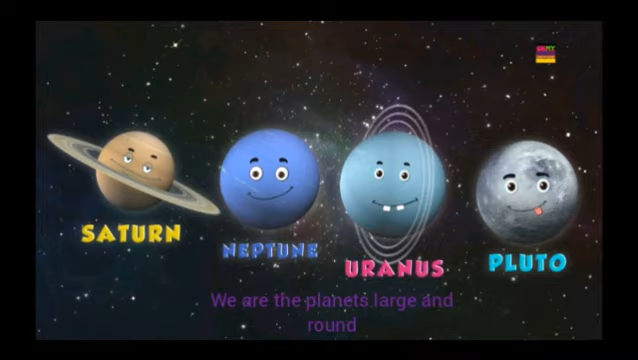 SATURN
NEPTUNE
URANUS
PLUTO
We are the planets large and
round